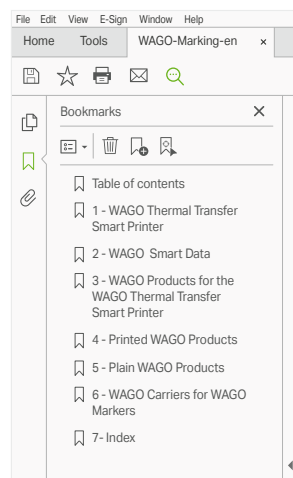 File Edit View E-Sign Window Help
Home Tools WAGO-Marking-en ×
Bookmarks
Table of contents
1 - WAGO Thermal Transfer
Smart Printer
2 - WAGO Smart Data
3 - WAGO Products for the
WAGO Thermal Transfer
Smart Printer
4 - Printed WAGO Products
5 - Plain WAGO Products
6 - WAGO Carriers for WAGO
Markers
7- Index